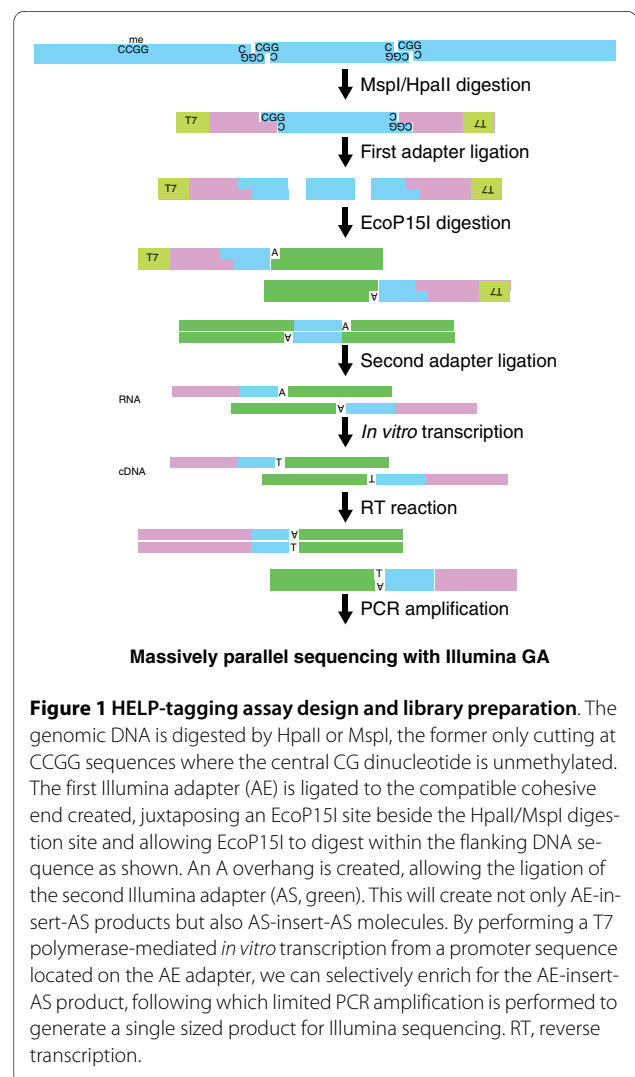 me
CCGG C CGG C CGG
CGG C CGG C
MspI/HpaII digestion
T7 CGG T7
C CGG
First adapter ligation
T7 T7
EcoP15I digestion
T7 A
A T7
A
A
Second adapter ligation
RNA A
A
In vitro transcription
cDNA T
T
RT reaction
A
T
T
A
PCR amplification
Massively parallel sequencing with Illumina GA
Figure 1 HELP-tagging assay design and library preparation. The
genomic DNA is digested by HpaII or MspI, the former only cutting at
CCGG sequences where the central CG dinucleotide is unmethylated.
The first Illumina adapter (AE) is ligated to the compatible cohesive
end created, juxtaposing an EcoP15I site beside the HpaII/MspI diges-
tion site and allowing EcoP15I to digest within the flanking DNA se-
quence as shown. An A overhang is created, allowing the ligation of
the second Illumina adapter (AS, green). This will create not only AE-in-
sert-AS products but also AS-insert-AS molecules. By performing a T7
polymerase-mediated in vitro transcription from a promoter sequence
located on the AE adapter, we can selectively enrich for the AE-insert-
AS product, following which limited PCR amplification is performed to
generate a single sized product for Illumina sequencing. RT, reverse
transcription.